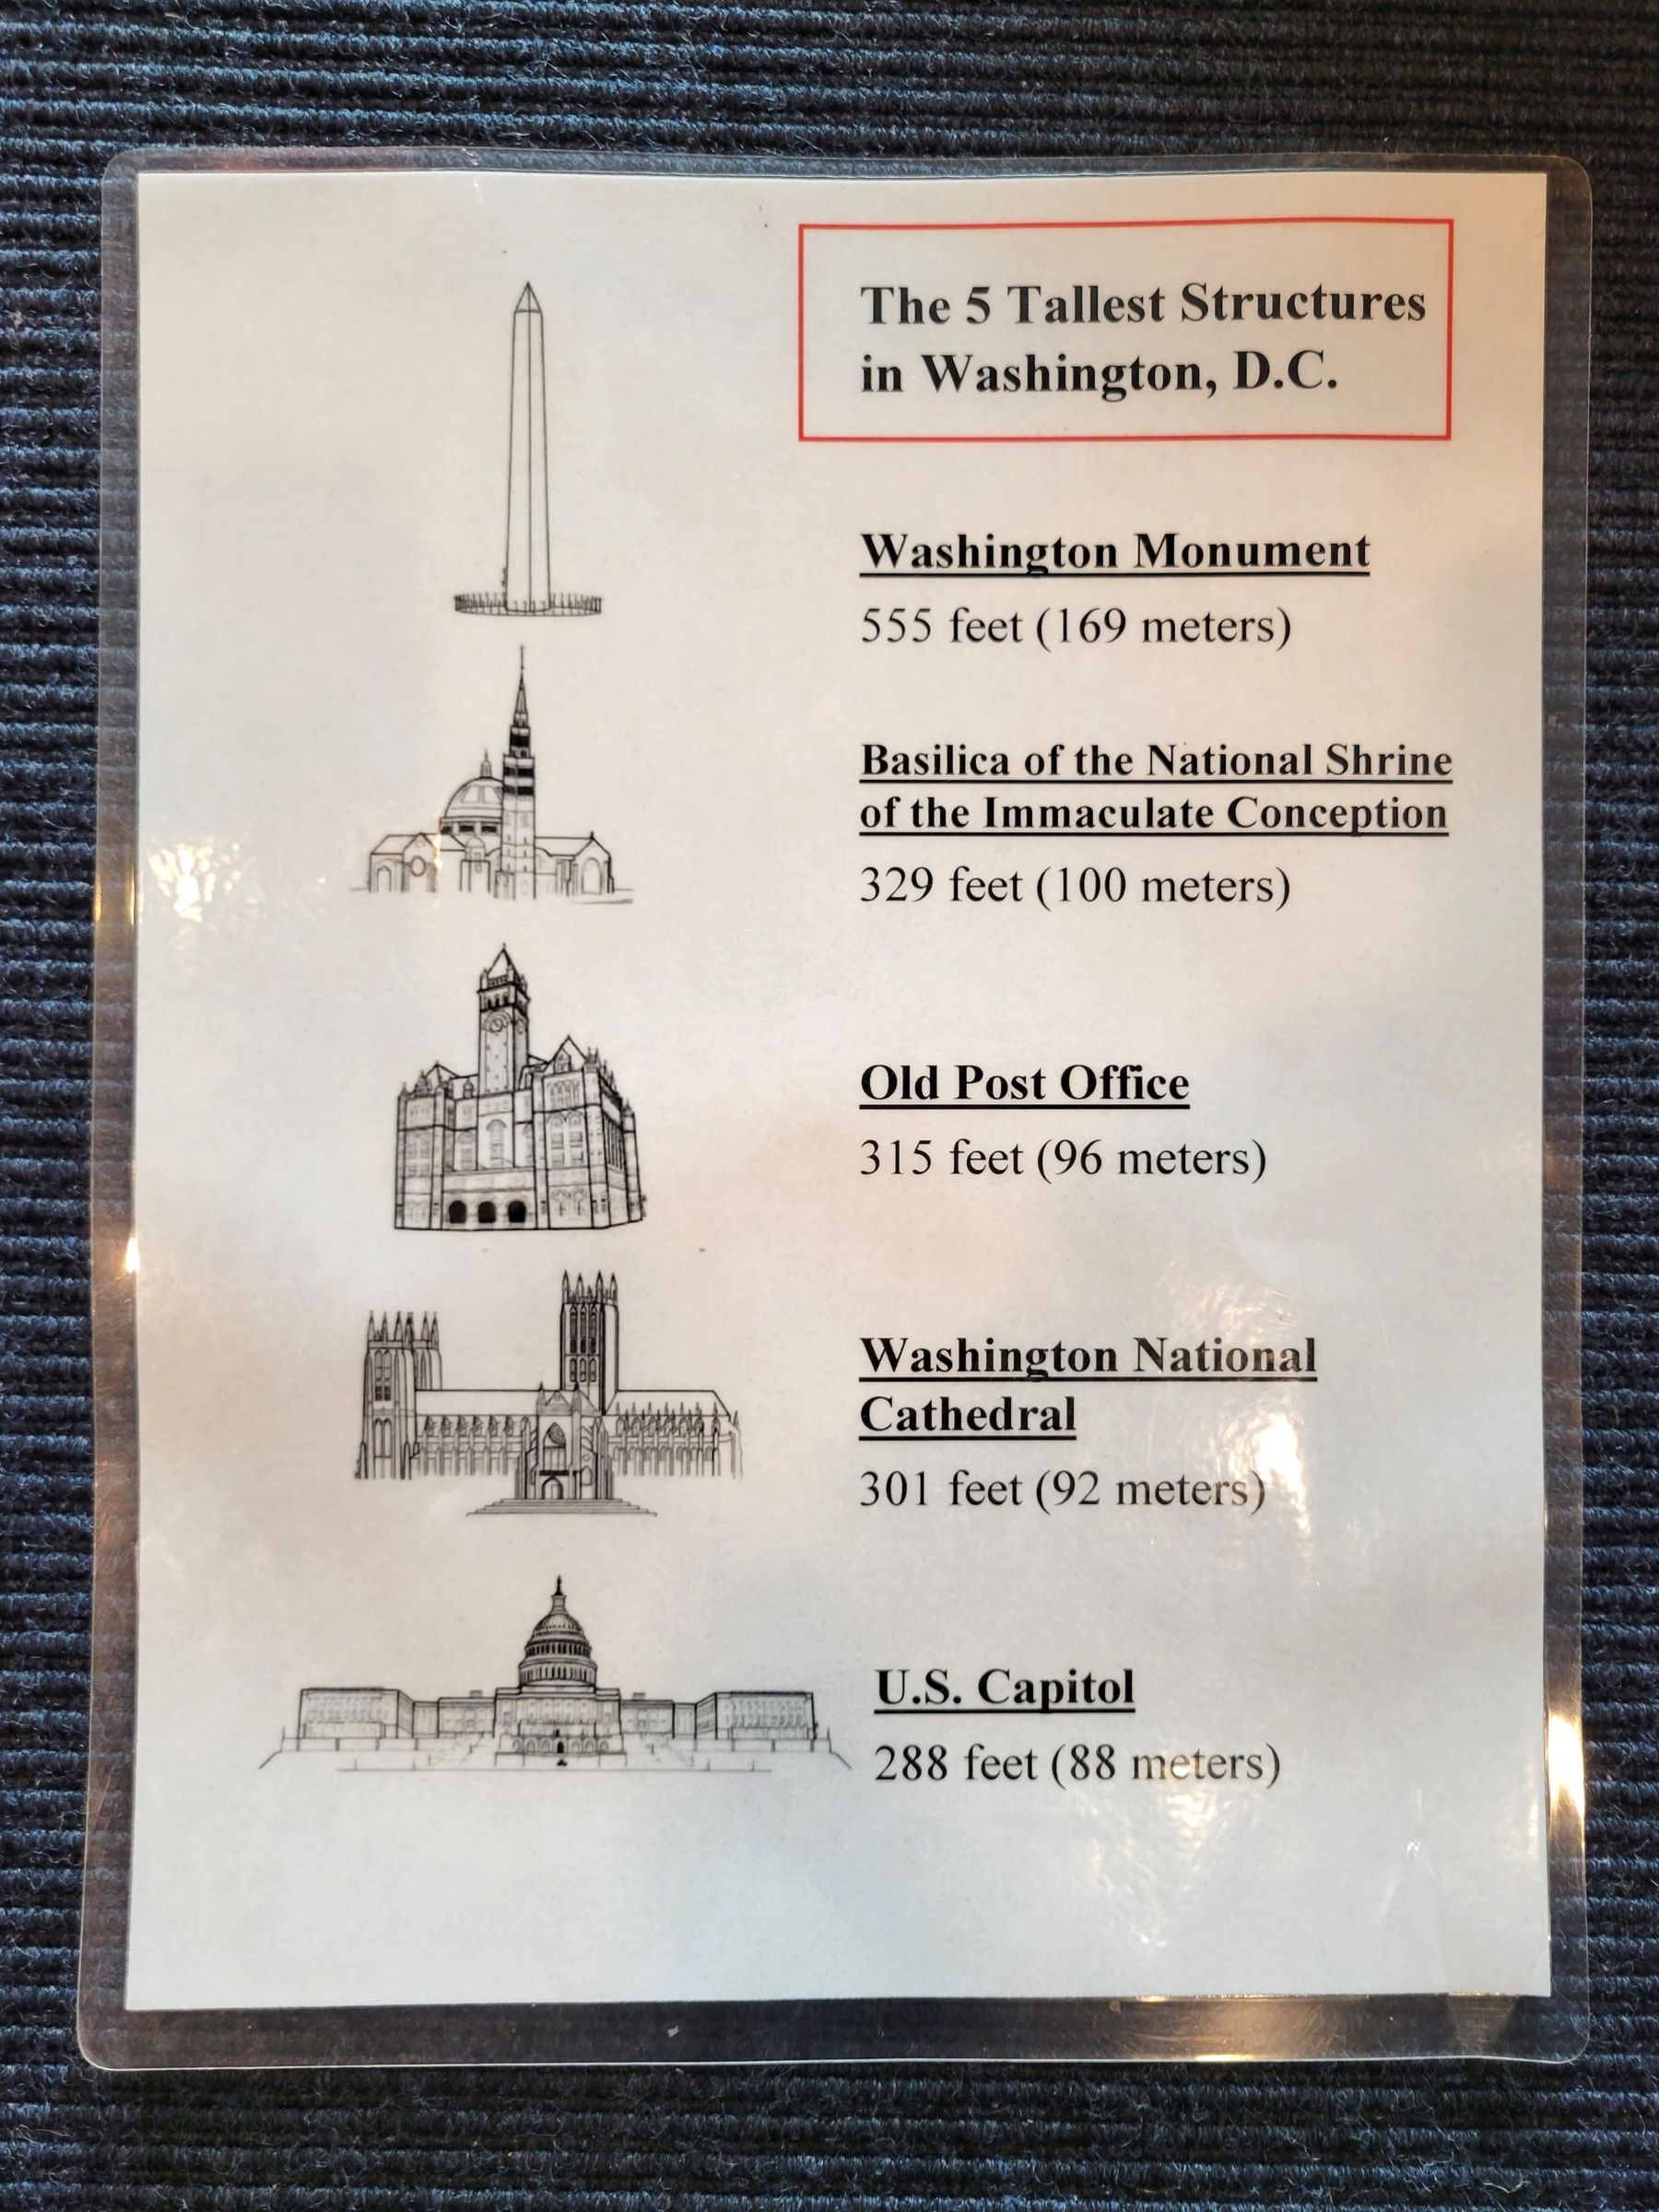 The 5 Tallest Structures
in Washington, D.C.
Washington Monument
555 feet (169 meters)
Basilica of the National Shrine
of the Immaculate Conception
329 feet (100 meters)
Old Post Office
315 feet (96 meters)
Washington National
Cathedral
301 feet (92 meters)
U.S. Capitol
288 feet (88 meters)